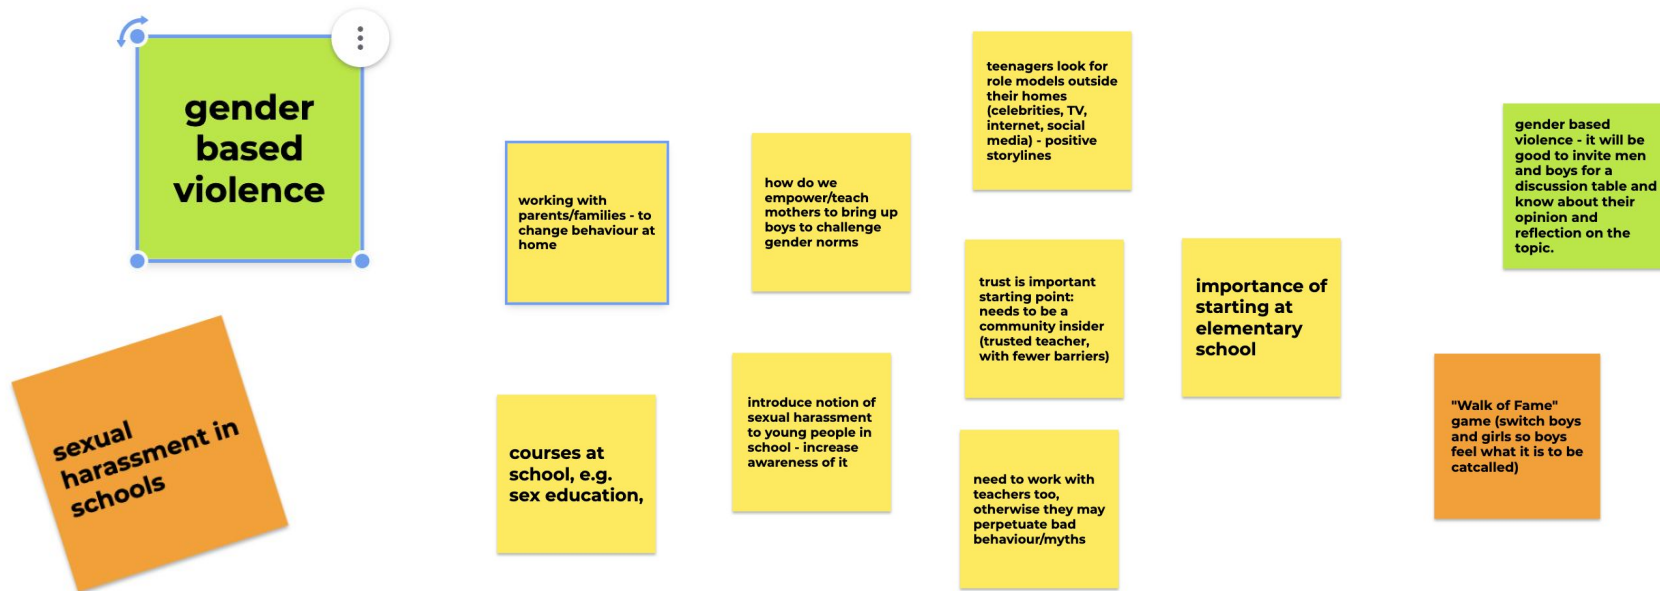 gender
based
violence
sexual
harassment in
schools
working with
parents/families - to
change behaviour at
home
courses at
school, e.g.
sex education,
how do we
empower/teach
mothers to bring up
boys to challenge
gender norms
introduce notion of
sexual harassment
to young people in
school - increase
awareness of it
teenagers look for
role models outside
their homes
(celebrities, TV,
internet, social
media) - positive
storylines
trust is important
starting point:
needs to be a
community insider
(trusted teacher,
with fewer barriers)
need to work with
teachers too,
otherwise they may
perpetuate bad
behaviour/myths
importance of
starting at
elementary
school
gender based
violence - it will be
good to invite men
and boys for a
discussion table and
know about their
opinion and
reflection on the
topic.
"Walk of Fame"
game (switch boys
and girls so boys
feel what it is to be
catcalled)